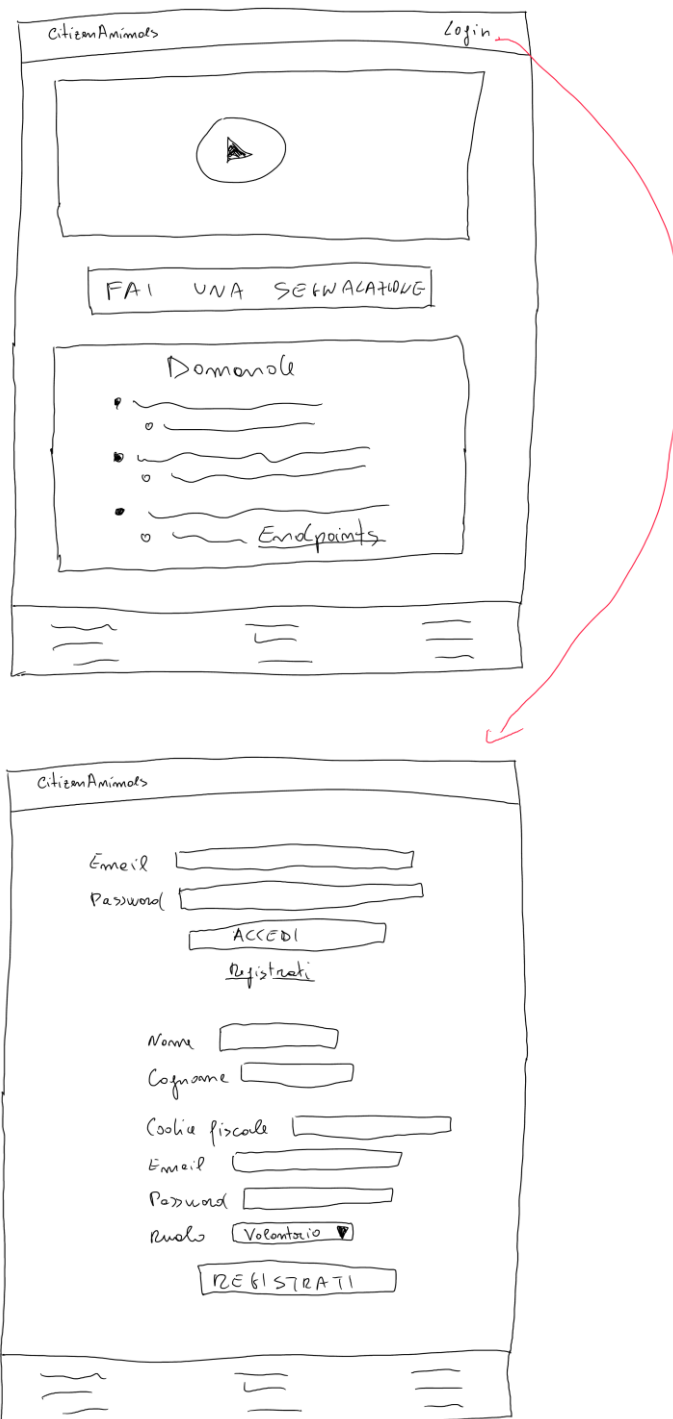 CitizenAnimals Login
FAI UNA SEGNALAZIONE
Domande
Endpoints
CitizenAnimals
Email
Password
ACCEDI
Registrati
Nome
Cognome
Codice fiscale
Email
Password
Ruolo Volontario
REGISTRATI